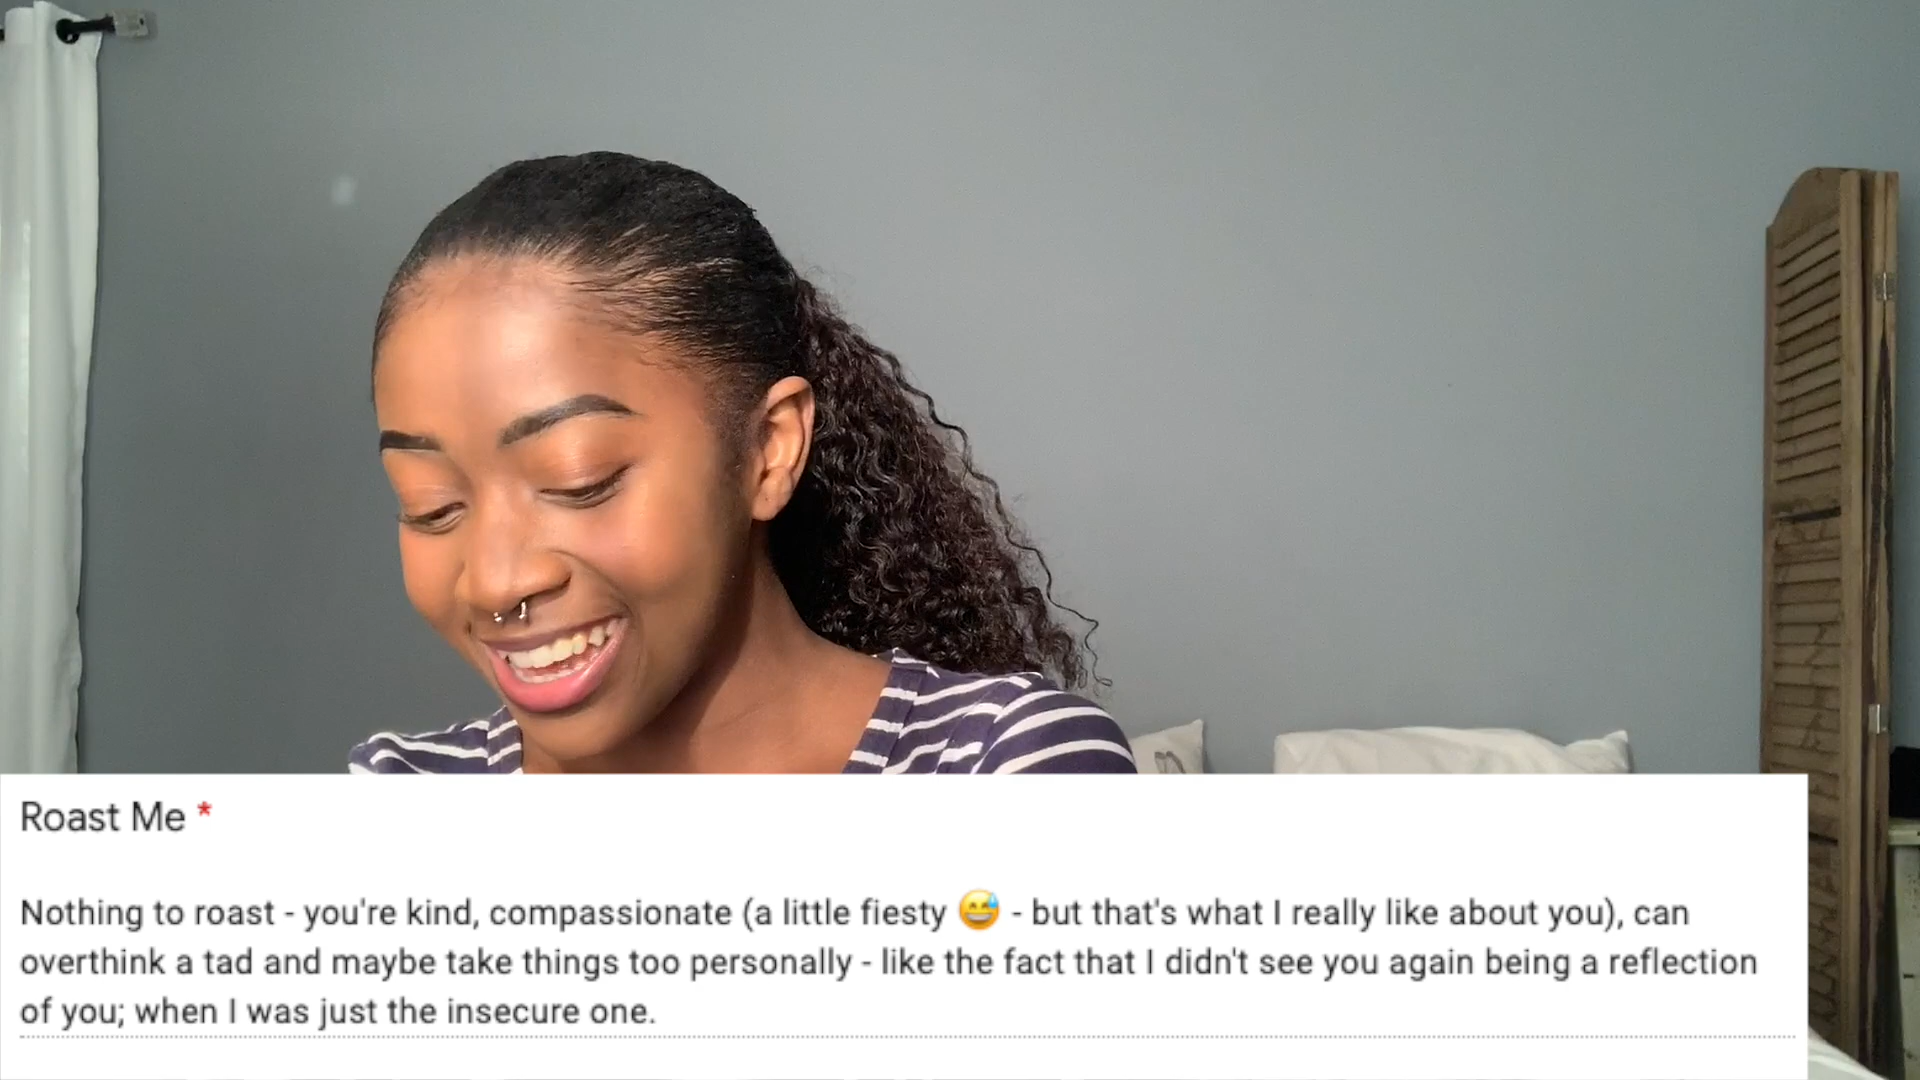 Roast Me *
Nothing to roast - you're kind, compassionate (a little fiesty 😅 - but that's what I really like about you), can
overthink a tad and maybe take things too personally - like the fact that I didn't see you again being a reflection
of you; when I was just the insecure one.